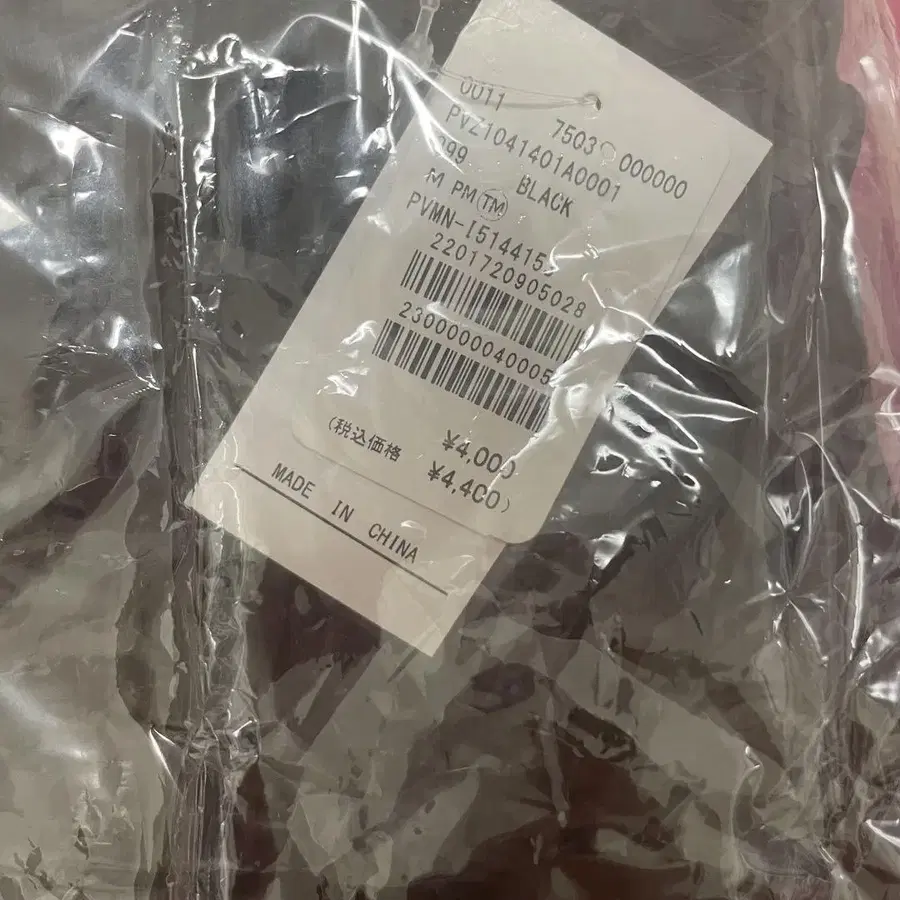 0011 7503 000000
PVZ1041401A0001
099 BLACK
M PM TM
PVMN-I514415
2201720905028
2300000040005
¥4,000
(税込価格 ¥4,400)
MADE IN CHINA